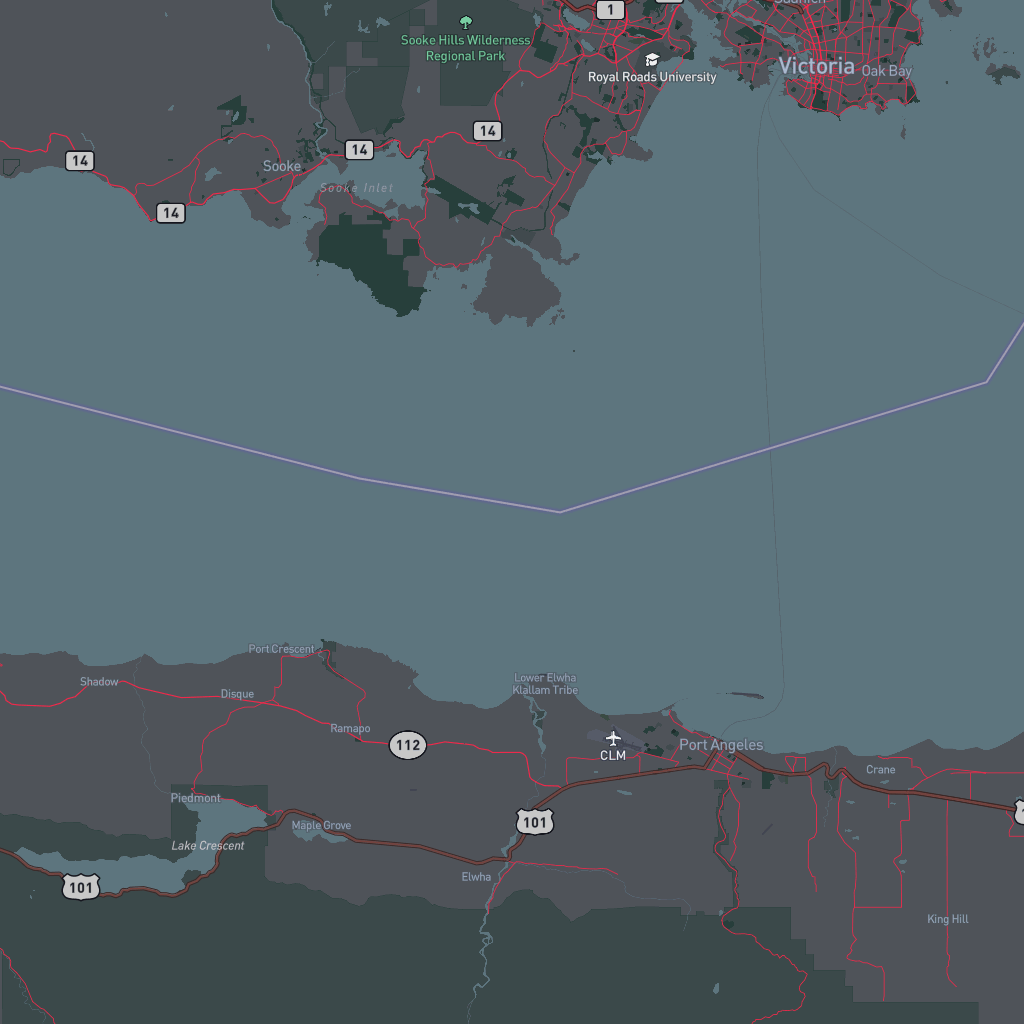 1
Saanich
Sooke Hills Wilderness
Regional Park
Royal Roads University
Victoria
Oak Bay
14
14
14
Sooke
Sooke Inlet
14
Port Crescent
Shadow
Disque
Lower Elwha
Klallam Tribe
Ramapo
112
CLM
Port Angeles
Crane
Piedmont
Maple Grove
101
Lake Crescent
101
Elwha
King Hill